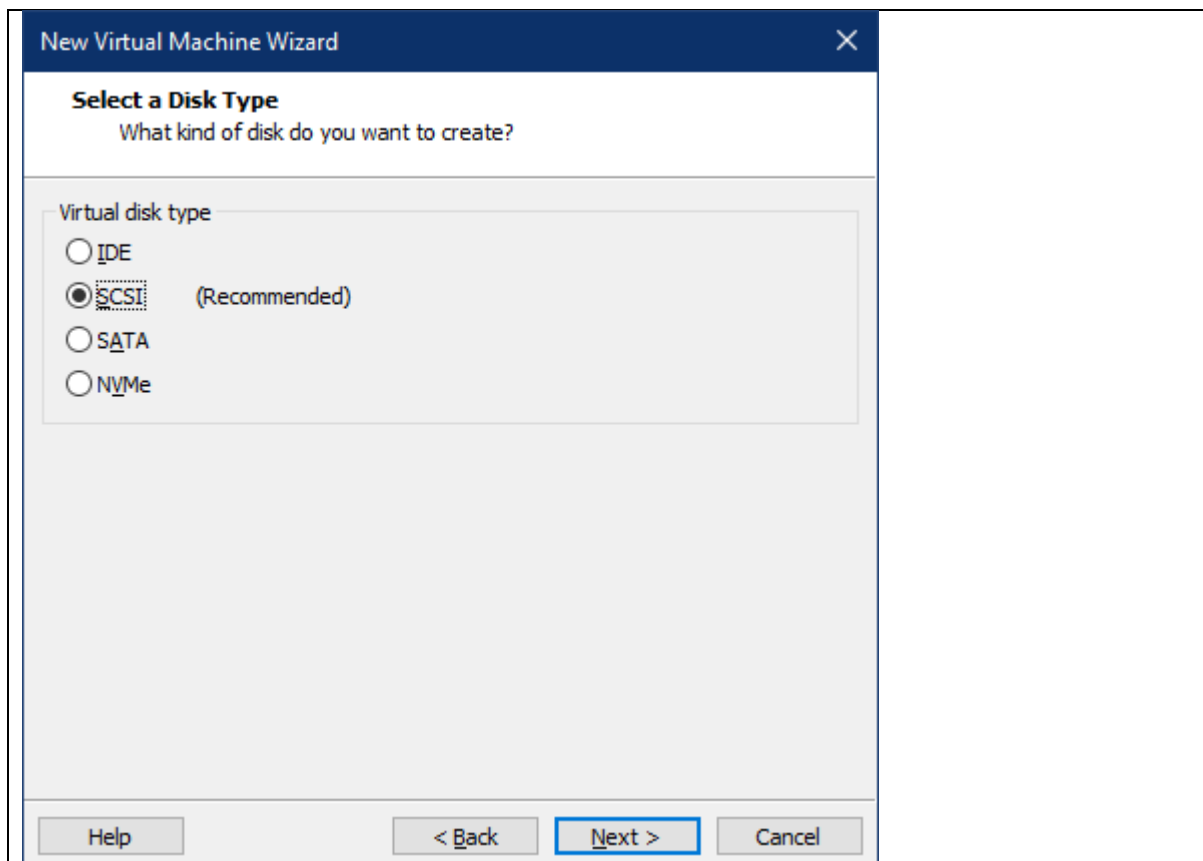 New Virtual Machine Wizard
Select a Disk Type
What kind of disk do you want to create?
Virtual disk type
IDE
SCSI (Recommended)
SATA
NVMe
Help < Back Next > Cancel